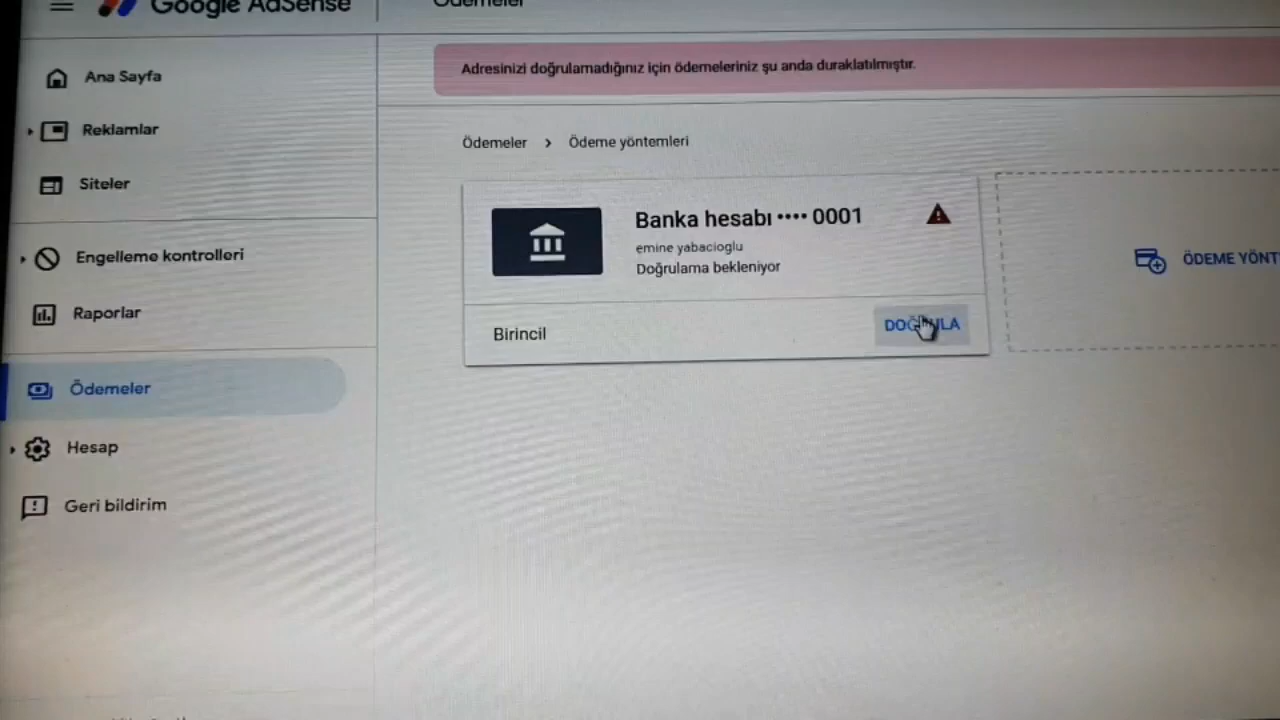 Google AdSense
Ödemeler
Adresinizi doğrulamadığınız için ödemeleriniz şu anda duraklatılmıştır.
Ana Sayfa
Reklamlar
Siteler
Engelleme kontrolleri
Raporlar
Ödemeler
Hesap
Geri bildirim
Ödemeler > Ödeme yöntemleri
Banka hesabı •••• 0001
emine yabacioglu
Doğrulama bekleniyor
Birincil
DOĞRULA
ÖDEME YÖNT